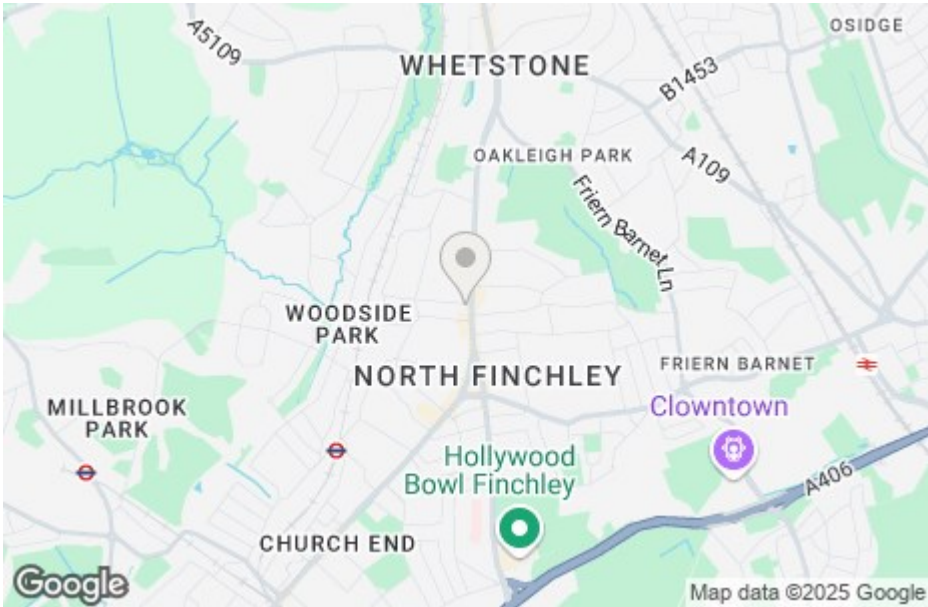 OSIDGE
A5109
WHETSTONE
B1453
OAKLEIGH PARK
A109
Friern Barnet Ln
WOODSIDE
PARK
FRIERN BARNET
NORTH FINCHLEY
MILLBROOK
PARK
Clowntown
Hollywood
Bowl Finchley
A406
CHURCH END
Google
Map data ©2025 Google